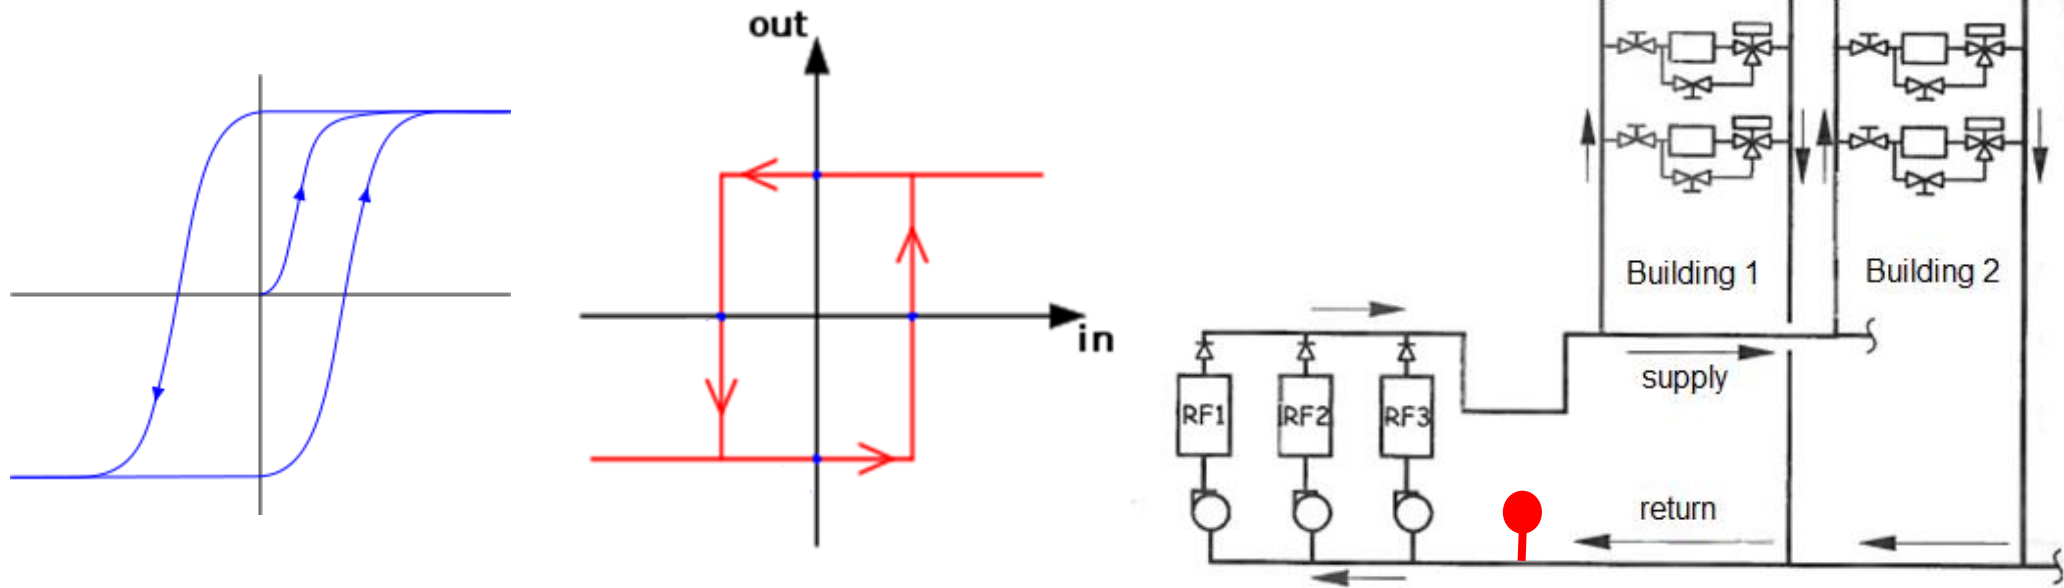 out
in
Building 1
Building 2
supply
RF1
RF2
RF3
return